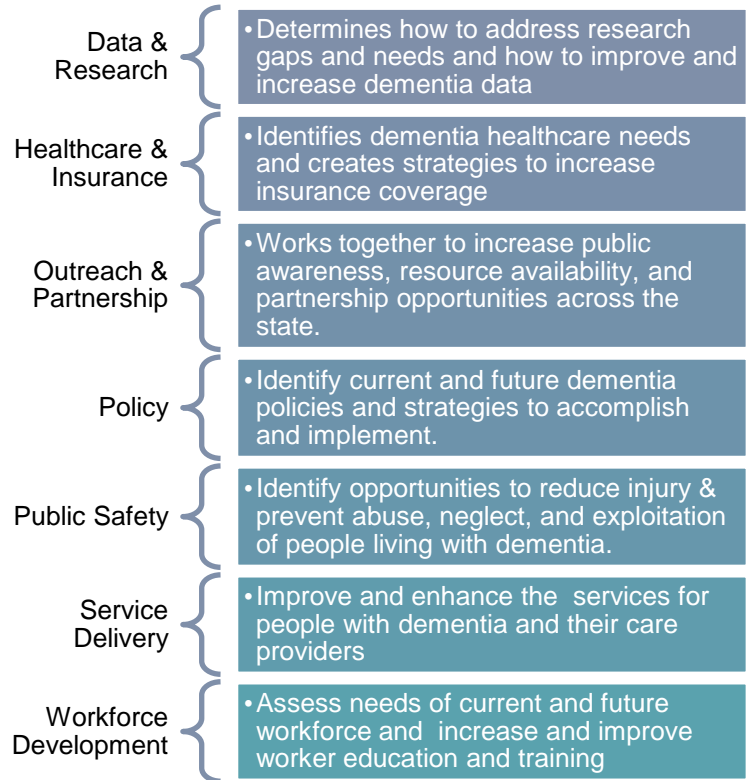 Data &
Research
•Determines how to address research
gaps and needs and how to improve and
increase dementia data
Healthcare &
Insurance
•Identifies dementia healthcare needs
and creates strategies to increase
insurance coverage
Outreach &
Partnership
•Works together to increase public
awareness, resource availability, and
partnership opportunities across the
state.
Policy
•Identify current and future dementia
policies and strategies to accomplish
and implement.
Public Safety
•Identify opportunities to reduce injury &
prevent abuse, neglect, and exploitation
of people living with dementia.
Service
Delivery
•Improve and enhance the  services for
people with dementia and their care
providers
Workforce
Development
•Assess needs of current and future
workforce and  increase and improve
worker education and training